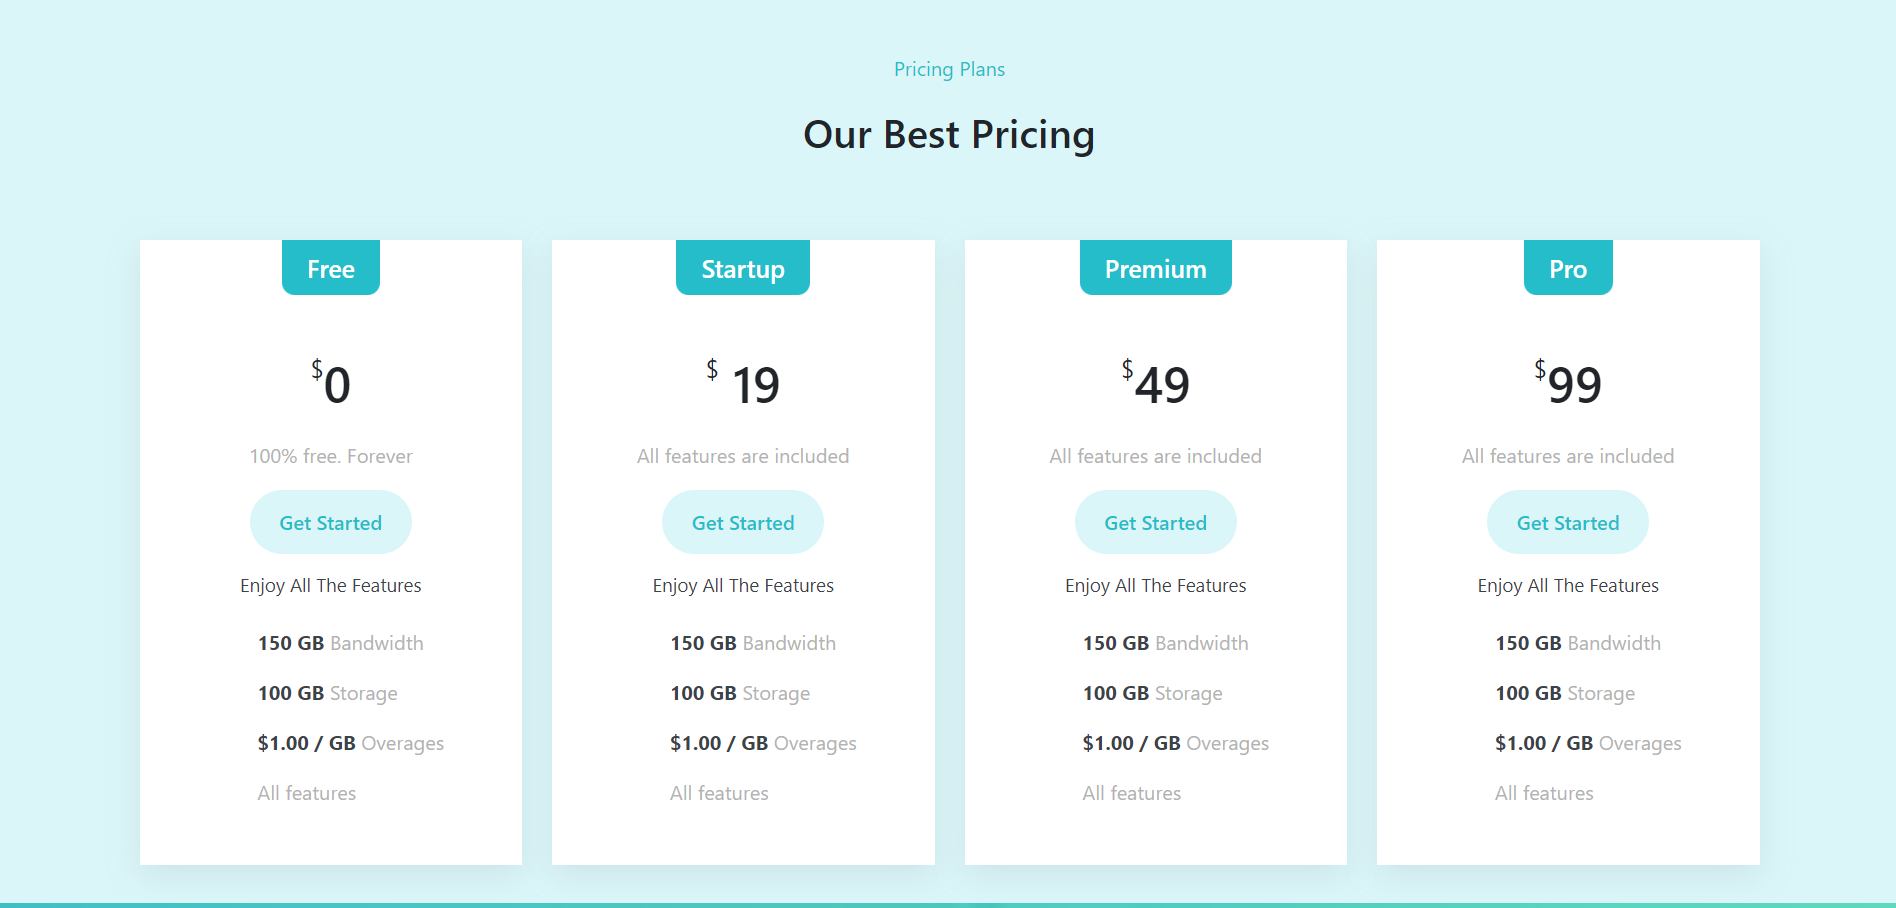 Pricing Plans
Our Best Pricing
Free
$0
100% free. Forever
Get Started
Enjoy All The Features
150 GB Bandwidth
100 GB Storage
$1.00 / GB Overages
All features
Startup
$ 19
All features are included
Get Started
Enjoy All The Features
150 GB Bandwidth
100 GB Storage
$1.00 / GB Overages
All features
Premium
$49
All features are included
Get Started
Enjoy All The Features
150 GB Bandwidth
100 GB Storage
$1.00 / GB Overages
All features
Pro
$99
All features are included
Get Started
Enjoy All The Features
150 GB Bandwidth
100 GB Storage
$1.00 / GB Overages
All features